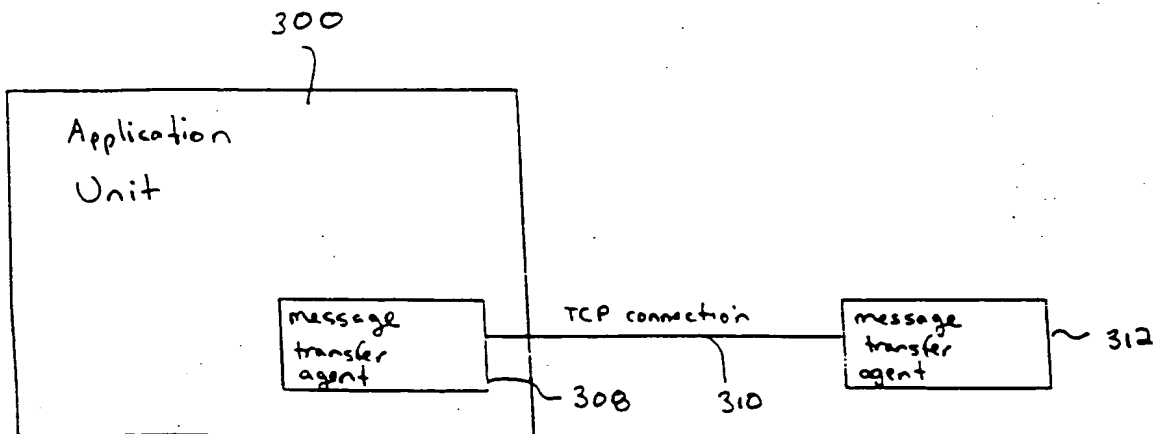 300
Application
Unit
message
transfer
agent
308
TCP connection
310
message
transfer
agent
312